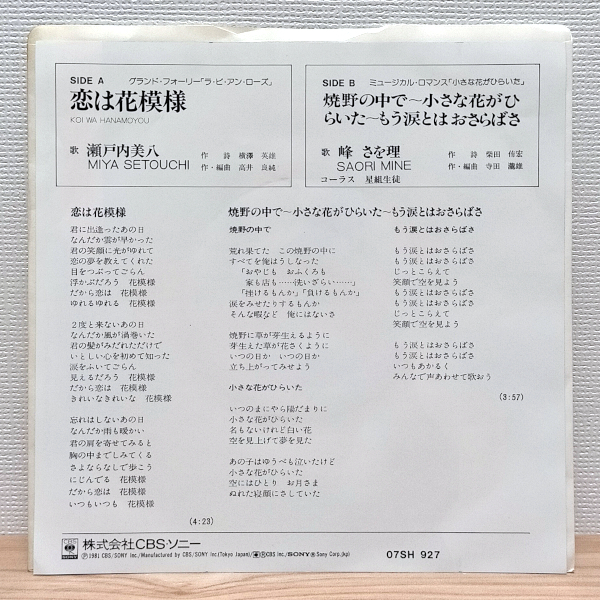 SIDE A グランド・フォーリー「ラ・ビ・アン・ローズ」
恋は花模様
KOI WA HANAMOYOU
歌 瀬戸内美八 作詩 横澤英雄
MIYA SETOUCHI 作・編曲 高井良純
SIDE B ミュージカル・ロマンス「小さな花がひらいた」
焼野の中で〜小さな花がひ
らいた〜もう涙とはおさらばさ
歌 峰さを理 作詩 柴田侑宏
SAORI MINE 作・編曲 寺田瀧雄
コーラス 星組生徒
恋は花模様
君に出逢ったあの日
なんだか雲が早かった
君の笑顔に光がゆれて
恋の夢を教えてくれた
目をつぶってごらん
浮かぶだろう 花模様
だから恋は 花模様
ゆれるゆれる 花模様
2度と来ないあの日
なんだか風が渦巻いた
君の髪がみだれただけで
いとしい心を初めて知った
涙をふいてごらん
見えるだろう 花模様
だから恋は 花模様
きれいなきれいな 花模様
忘れはしないあの日
なんだか雨も暖かい
君の肩を寄せてみると
胸の中までしみてくる
さよならなしで歩こう
にじんでる 花模様
だから恋は 花模様
いつもいつも 花模様
(4:23)
焼野の中で〜小さな花がひらいた〜もう涙とはおさらばさ
焼野の中で
荒れ果てた この焼野の中に
すべてを俺はうしなった
「おやじも おふくろも
家も店も……洗いざらい……」
「挫けるもんか」「負けるもんか」
涙をみせたりするもんか
そんな暇など 俺にはないさ
焼野に草が芽生えるように
芽生えた草が花さくように
いつの日か いつの日か
立ち上がってみせよう
小さな花がひらいた
いつのまにやら陽だまりに
小さな花がひらいた
名もないけれど白い花
空を見上げて夢を見た
あの子はゆうべも泣いたけど
小さな花がひらいた
空にはひとり お月さま
ぬれた寝顔にさしていた
もう涙とはおさらばさ
もう涙とはおさらばさ
もう涙とはおさらばさ
じっとこらえて
笑顔で空を見よう
もう涙とはおさらばさ
もう涙とはおさらばさ
じっとこらえて
笑顔で空を見よう
もう涙とはおさらばさ
もう涙とはおさらばさ
いつもあかるく
みんなで声あわせて歌おう
(3:57)
CBS SONY 株式会社CBS・ソニー
Ⓟ1981 CBS/SONY Inc./Manufactured by CBS/SONY Inc.(Tokyo Japan)/ ®CBS Inc./SONY® Sony Corp.(kp)
07SH 927